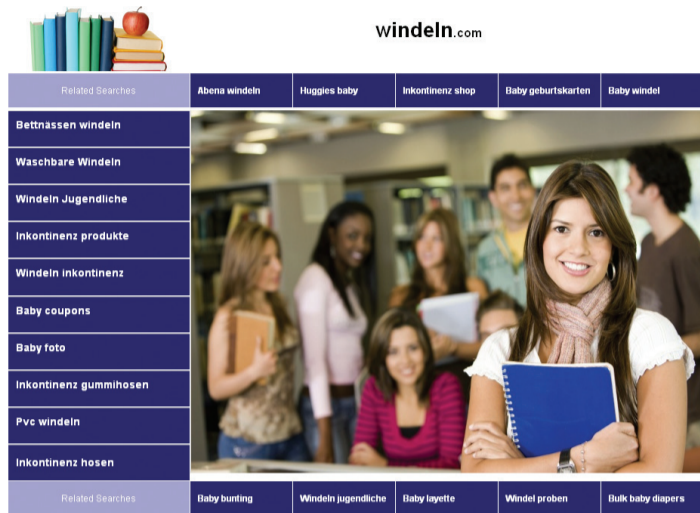 windeln.com
Related Searches
Abena windeln
Huggies baby
Inkontinenz shop
Baby geburtskarten
Baby windel
Bettnässen windeln
Waschbare Windeln
Windeln Jugendliche
Inkontinenz produkte
Windeln inkontinenz
Baby coupons
Baby foto
Inkontinenz gummihosen
Pvc windeln
Inkontinenz hosen
Related Searches
Baby bunting
Windeln jugendliche
Baby layette
Windel proben
Bulk baby diapers